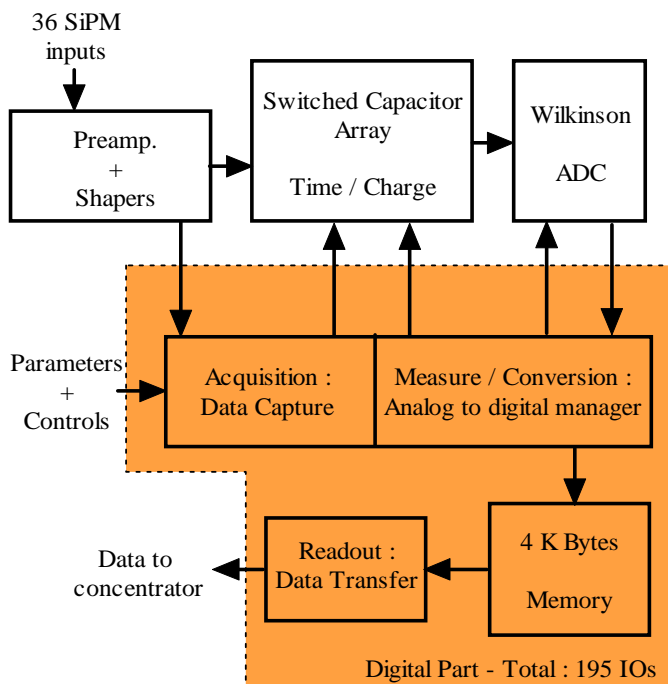 36 SiPM
inputs
Preamp.
+
Shapers
Switched Capacitor
Array
Time / Charge
Wilkinson
ADC
Parameters
+
Controls
Acquisition :
Data Capture
Measure / Conversion :
Analog to digital manager
Data to
concentrator
Readout :
Data Transfer
4 K Bytes
Memory
Digital Part - Total : 195 IOs